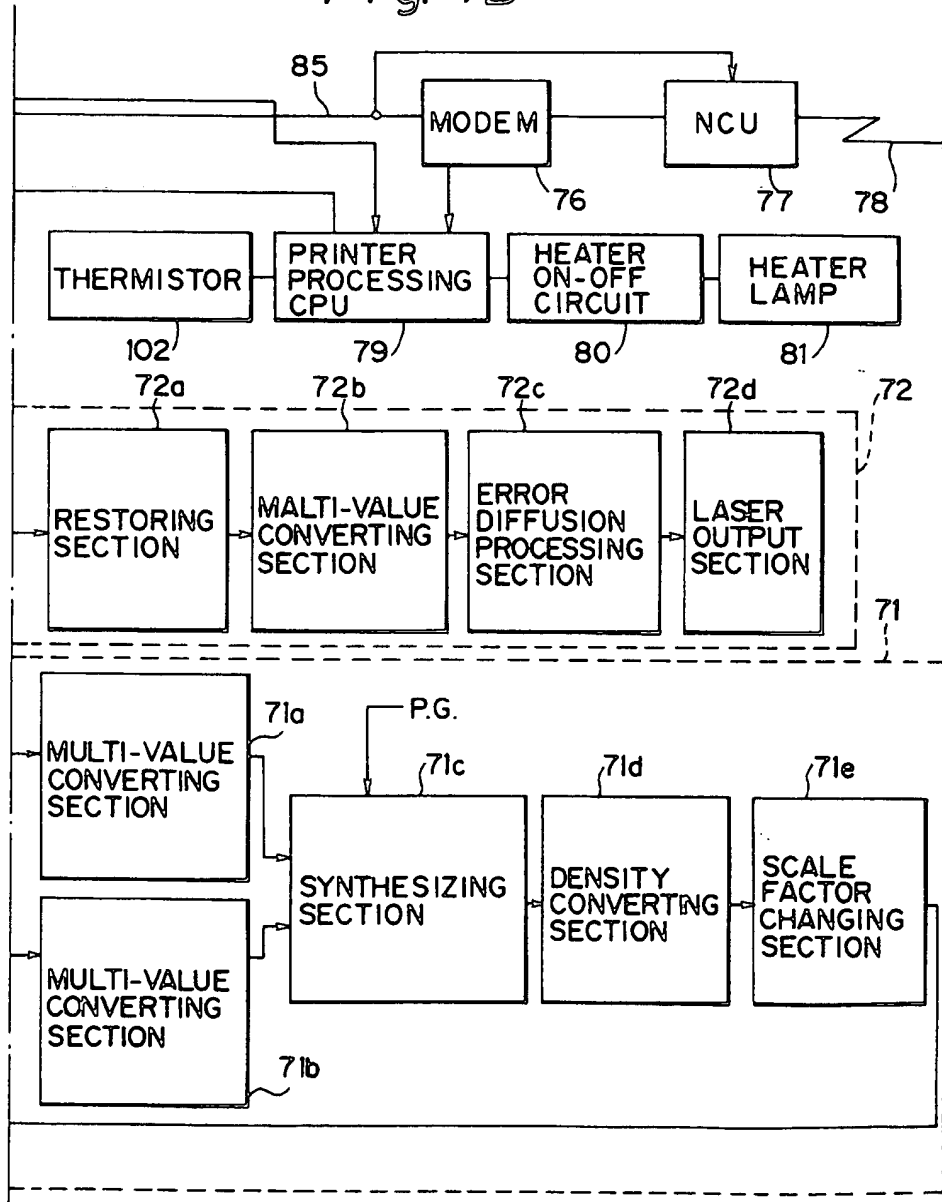 85
MODEM
NCU
76
77
78
THERMISTOR
PRINTER
PROCESSING
CPU
HEATER
ON-OFF
CIRCUIT
HEATER
LAMP
102
79
80
81
72a
72b
72c
72d
72
RESTORING
SECTION
MALTI-VALUE
CONVERTING
SECTION
ERROR
DIFFUSION
PROCESSING
SECTION
LASER
OUTPUT
SECTION
71
MULTI-VALUE
CONVERTING
SECTION
71a
P.G.
71c
71d
71e
SYNTHESIZING
SECTION
DENSITY
CONVERTING
SECTION
SCALE
FACTOR
CHANGING
SECTION
MULTI-VALUE
CONVERTING
SECTION
71b